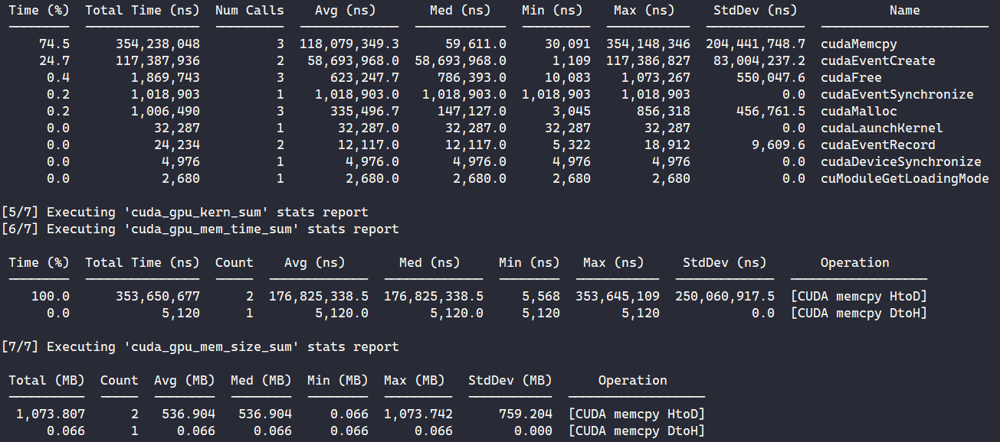 Time (%)  Total Time (ns)  Num Calls    Avg (ns)       Med (ns)     Min (ns)    Max (ns)     StdDev (ns)            Name
74.5      354,238,048          3  118,079,349.3      59,611.0     30,091  354,148,346  204,441,748.7  cudaMemcpy
24.7      117,387,936          2   58,693,968.0  58,693,968.0      1,109  117,386,827   83,004,237.2  cudaEventCreate
0.4        1,869,743          3      623,247.7     786,393.0     10,083    1,073,267      550,047.6  cudaFree
0.2        1,018,903          1    1,018,903.0   1,018,903.0  1,018,903    1,018,903            0.0  cudaEventSynchronize
0.2        1,006,490          3      335,496.7     147,127.0      3,045      856,318      456,761.5  cudaMalloc
0.0           32,287          1       32,287.0      32,287.0     32,287       32,287            0.0  cudaLaunchKernel
0.0           24,234          2       12,117.0      12,117.0      5,322       18,912        9,609.6  cudaEventRecord
0.0            4,976          1        4,976.0       4,976.0      4,976        4,976            0.0  cudaDeviceSynchronize
0.0            2,680          1        2,680.0       2,680.0      2,680        2,680            0.0  cuModuleGetLoadingMode
[5/7] Executing 'cuda_gpu_kern_sum' stats report
[6/7] Executing 'cuda_gpu_mem_time_sum' stats report
Time (%)  Total Time (ns)  Count    Avg (ns)       Med (ns)     Min (ns)   Max (ns)     StdDev (ns)        Operation
100.0      353,650,677      2  176,825,338.5  176,825,338.5     5,568  353,645,109  250,060,917.5  [CUDA memcpy HtoD]
0.0            5,120      1        5,120.0        5,120.0     5,120        5,120            0.0  [CUDA memcpy DtoH]
[7/7] Executing 'cuda_gpu_mem_size_sum' stats report
Total (MB)  Count  Avg (MB)  Med (MB)  Min (MB)  Max (MB)   StdDev (MB)      Operation
1,073.807      2   536.904   536.904     0.066  1,073.742      759.204  [CUDA memcpy HtoD]
0.066      1     0.066     0.066     0.066      0.066        0.000  [CUDA memcpy DtoH]